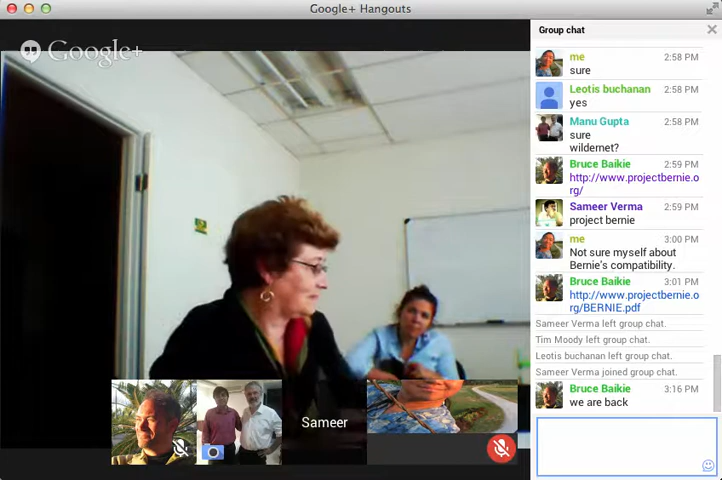 Google+ Hangouts
Google+
Group chat
me 2:58 PM
sure
Leotis buchanan 2:58 PM
yes
Manu Gupta 2:58 PM
sure
wildernet?
Bruce Baikie 2:59 PM
http://www.projectbernie.o
rg/
Sameer Verma 2:59 PM
project bernie
me 3:00 PM
Not sure myself about
Bernie's compatibility.
Bruce Baikie 3:01 PM
http://www.projectbernie.o
rg/BERNIE.pdf
Sameer Verma left group chat.
Tim Moody left group chat.
Leotis buchanan left group chat.
Sameer Verma joined group chat.
Bruce Baikie 3:16 PM
we are back
Sameer